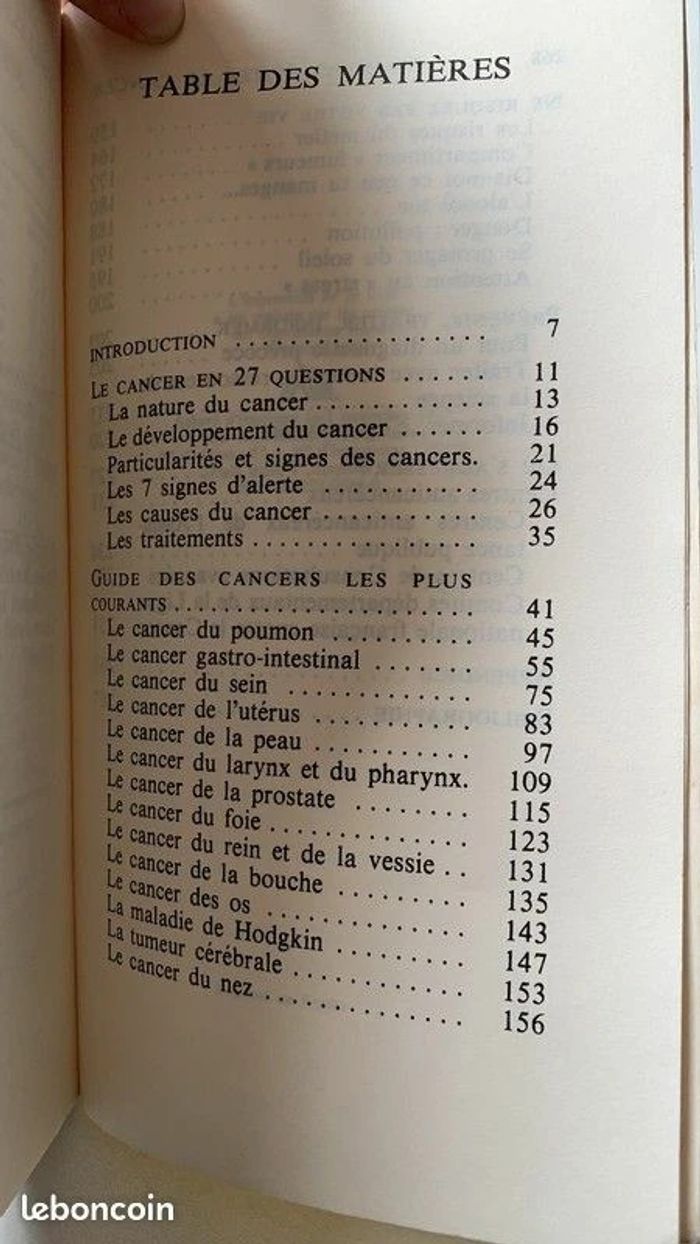 TABLE DES MATIÈRES
INTRODUCTION . . . . . . . . . . . . . . . . . . . 7
LE CANCER EN 27 QUESTIONS . . . . . . 11
La nature du cancer . . . . . . . . . . . . 13
Le développement du cancer . . . . . . 16
Particularités et signes des cancers. 21
Les 7 signes d'alerte . . . . . . . . . . . 24
Les causes du cancer . . . . . . . . . . . 26
Les traitements . . . . . . . . . . . . . . . . 35
GUIDE DES CANCERS LES PLUS
COURANTS . . . . . . . . . . . . . . . . . . . . . . 41
Le cancer du poumon . . . . . . . . . . 45
Le cancer gastro-intestinal . . . . . . . 55
Le cancer du sein . . . . . . . . . . . . . 75
Le cancer de l'utérus . . . . . . . . . . . 83
Le cancer de la peau . . . . . . . . . . . 97
Le cancer du larynx et du pharynx. 109
Le cancer de la prostate . . . . . . . . 115
Le cancer du foie . . . . . . . . . . . . . . . 123
Le cancer du rein et de la vessie . . 131
Le cancer de la bouche . . . . . . . . . 135
Le cancer des os . . . . . . . . . . . . . . 143
La maladie de Hodgkin . . . . . . . . . 147
La tumeur cérébrale . . . . . . . . . . . . 153
Le cancer du nez . . . . . . . . . . . . . . 156
leboncoin